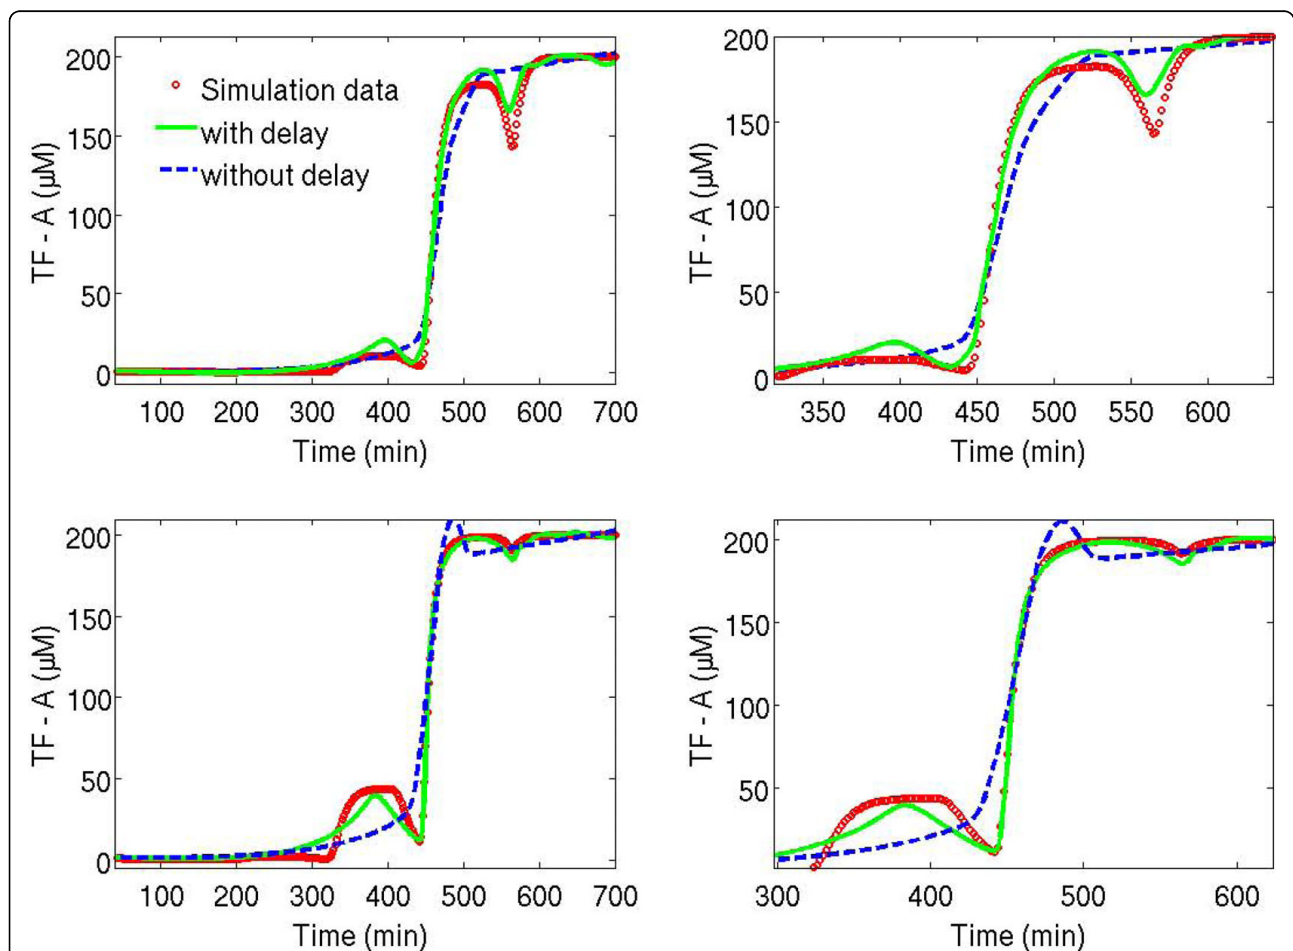 200
150
100
50
0
TF - A (μM)
Simulation data
with delay
without delay
100 200 300 400 500 600 700
Time (min)
200
150
100
50
0
TF - A (μM)
350 400 450 500 550 600
Time (min)
200
150
100
50
0
TF - A (μM)
100 200 300 400 500 600 700
Time (min)
200
150
100
50
TF - A (μM)
300 400 500 600
Time (min)